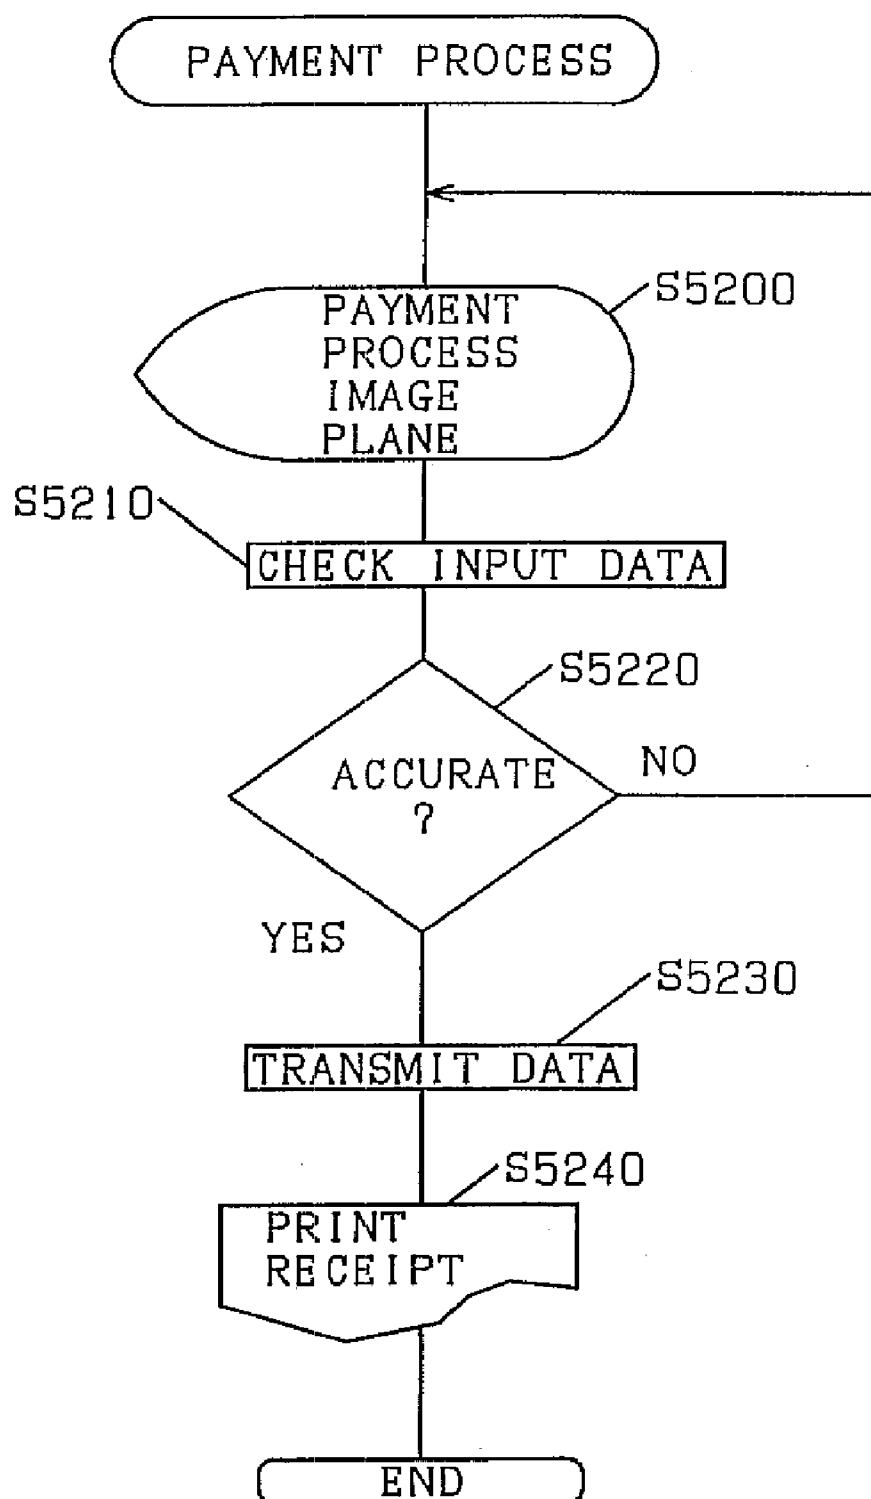 PAYMENT PROCESS
S5200
PAYMENT
PROCESS
IMAGE
PLANE
S5210
CHECK INPUT DATA
S5220
ACCURATE
?
NO
YES
S5230
TRANSMIT DATA
S5240
PRINT
RECEIPT
END